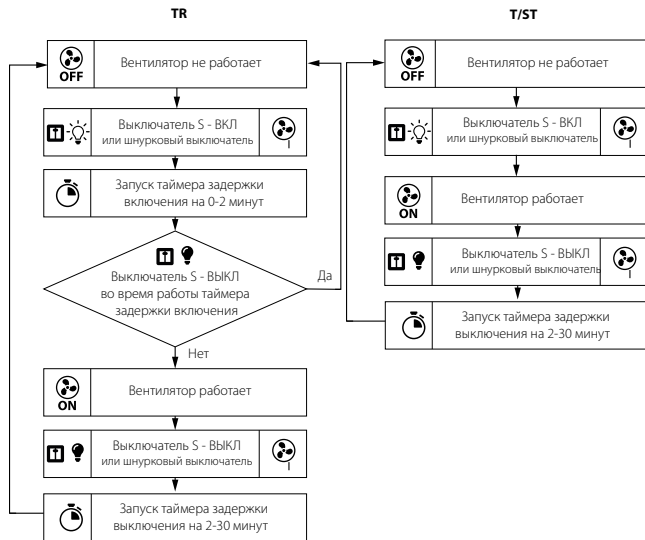 TR
OFF
Вентилятор не работает
Выключатель S - ВКЛ
или шнурковый выключатель
Запуск таймера задержки
включения на 0-2 минут
Выключатель S - ВЫКЛ
во время работы таймера
задержки включения
Да
Нет
ON
Вентилятор работает
Выключатель S - ВЫКЛ
или шнурковый выключатель
Запуск таймера задержки
выключения на 2-30 минут
T/ST
OFF
Вентилятор не работает
Выключатель S - ВКЛ
или шнурковый выключатель
ON
Вентилятор работает
Выключатель S - ВЫКЛ
или шнурковый выключатель
Запуск таймера задержки
выключения на 2-30 минут